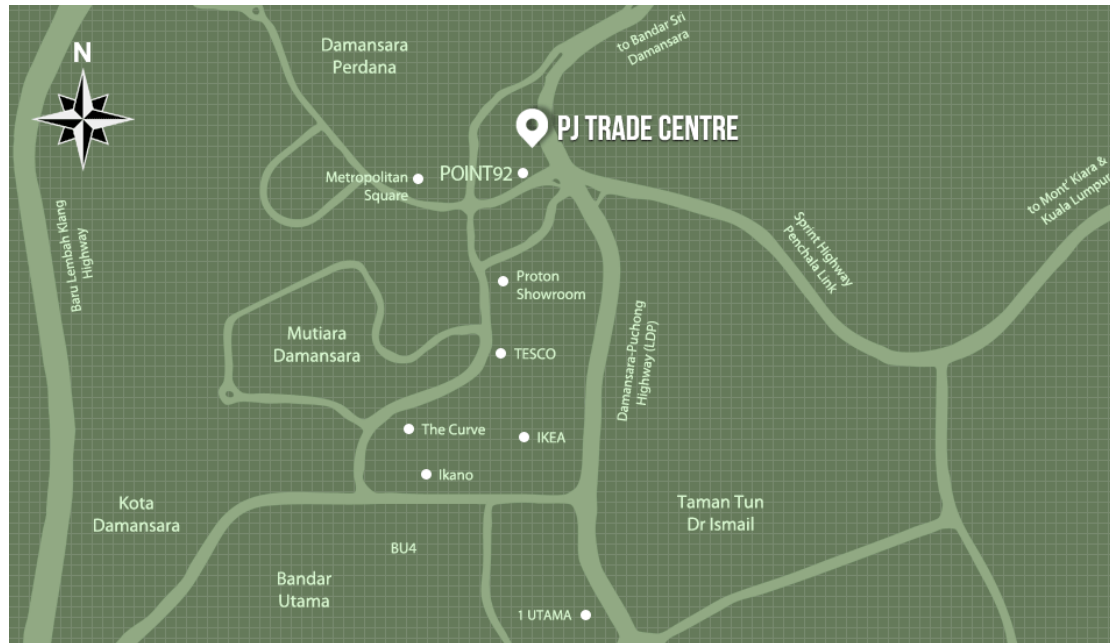 N
Damansara
Perdana
to Bandar Sri
Damansara
PJ TRADE CENTRE
POINT92
Metropolitan
Square
to Mont' Kiara &
Kuala Lumpur
Baru Lembah Klang
Highway
Sprint Highway
Penchala Link
Proton
Showroom
Mutiara
Damansara
TESCO
Damansara-Puchong
Highway (LDP)
The Curve
IKEA
Ikano
Kota
Damansara
Taman Tun
Dr Ismail
BU4
Bandar
Utama
1 UTAMA